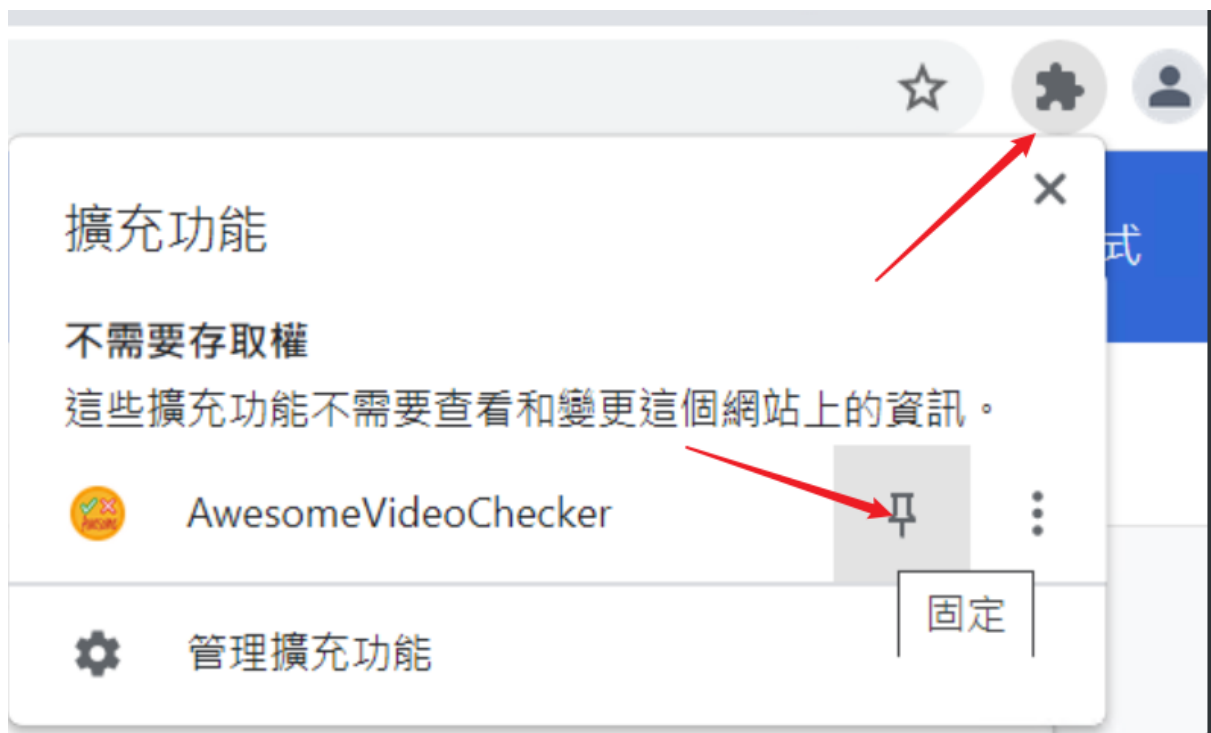 擴充功能
式
不需要存取權
這些擴充功能不需要查看和變更這個網站上的資訊。
Awesome
AwesomeVideoChecker
固定
管理擴充功能